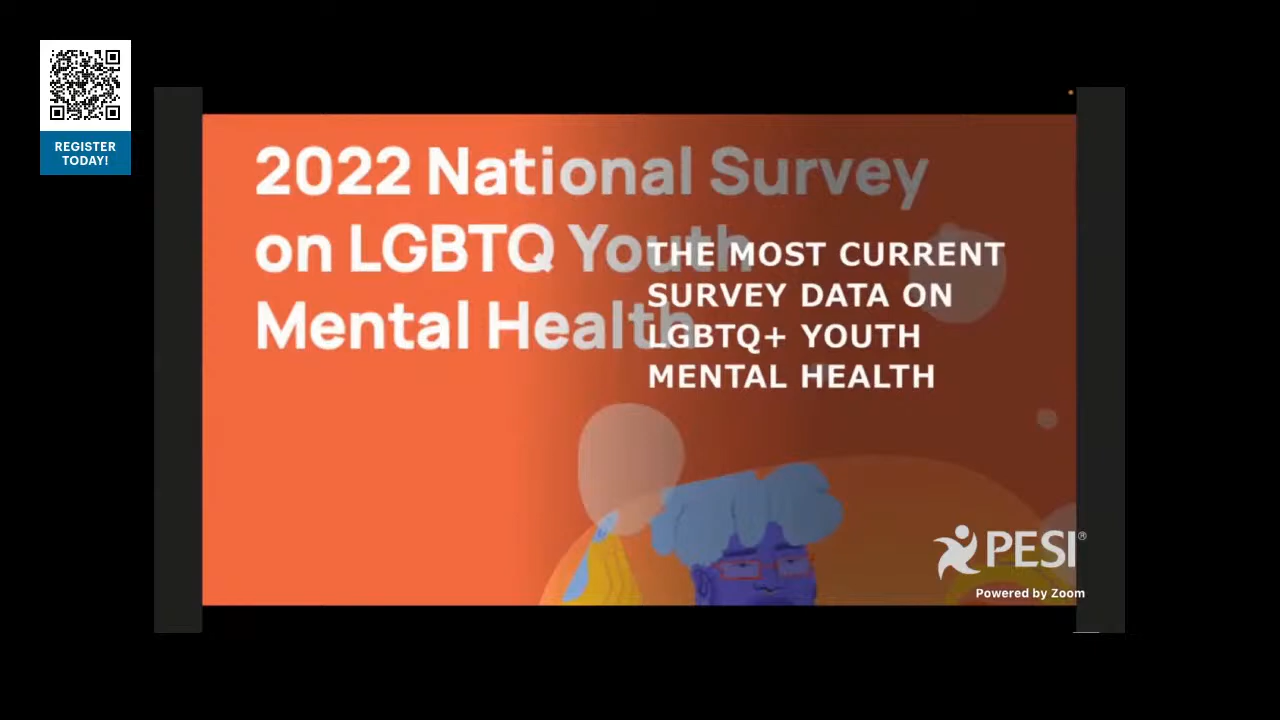 REGISTER
TODAY!
2022 National Survey
on LGBTQ Youth
Mental Health
THE MOST CURRENT
SURVEY DATA ON
LGBTQ+ YOUTH
MENTAL HEALTH
PESI®
Powered by Zoom